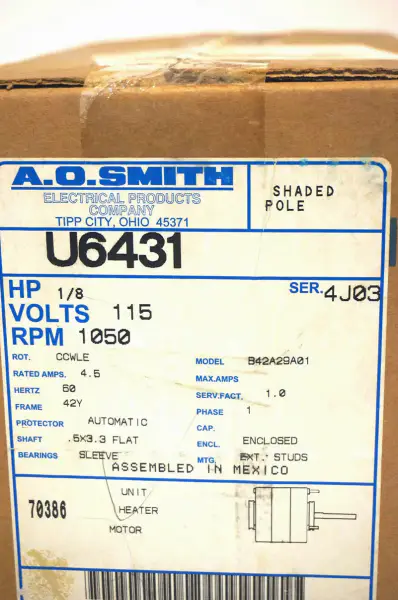 A.O.SMITH
ELECTRICAL PRODUCTS
COMPANY
TIPP CITY, OHIO 45371
SHADED
POLE
U6431
HP 1/8
SER. 4J03
VOLTS 115
RPM 1050
ROT. CCWLE
MODEL B42A29A01
RATED AMPS. 4.5
MAX.AMPS
HERTZ 60
SERV.FACT. 1.0
FRAME 42Y
PHASE 1
PROTECTOR AUTOMATIC
CAP.
SHAFT .5X3.3 FLAT
ENCL. ENCLOSED
BEARINGS SLEEVE
MTG. EXT. STUDS
ASSEMBLED IN MEXICO
70386
UNIT
HEATER
MOTOR